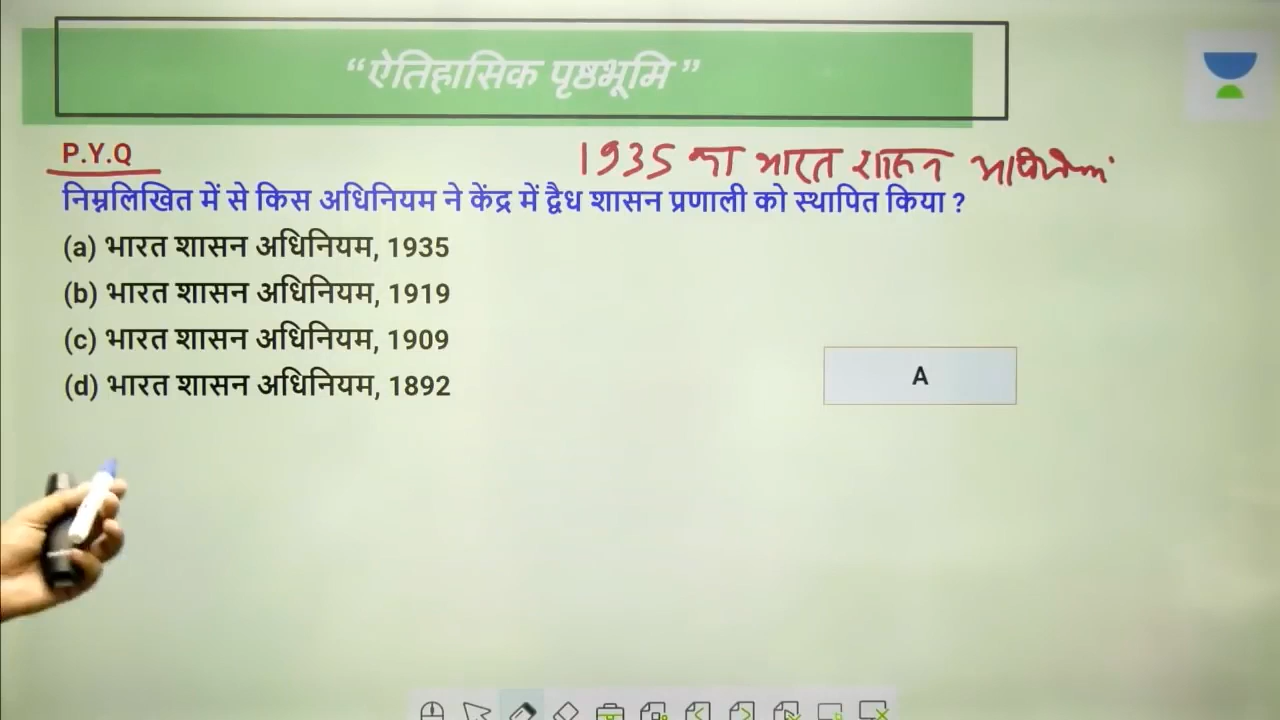 “ऐतिहासिक पृष्ठभूमि”
P.Y.Q
1935 का भारत शासन
निम्नलिखित में से किस अधिनियम ने केंद्र में द्वैध शासन प्रणाली को स्थापित किया ?
(a) भारत शासन अधिनियम, 1935
(b) भारत शासन अधिनियम, 1919
(c) भारत शासन अधिनियम, 1909
(d) भारत शासन अधिनियम, 1892
A